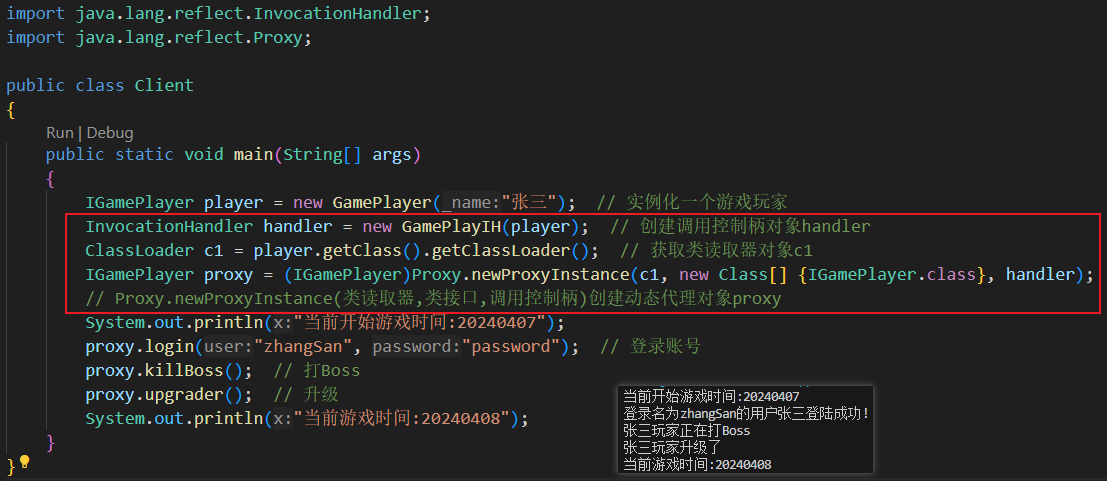 import java.lang.reflect.InvocationHandler;
import java.lang.reflect.Proxy;
public class Client
{
Run | Debug
public static void main(String[] args)
{
IGamePlayer player = new GamePlayer(_name:"张三");  // 实例化一个游戏玩家
InvocationHandler handler = new GamePlayIH(player);  // 创建调用控制柄对象handler
ClassLoader c1 = player.getClass().getClassLoader();  // 获取类读取器对象c1
IGamePlayer proxy = (IGamePlayer)Proxy.newProxyInstance(c1, new Class[] {IGamePlayer.class}, handler);
// Proxy.newProxyInstance(类读取器,类接口,调用控制柄)创建动态代理对象proxy
System.out.println(x:"当前开始游戏时间:20240407");
proxy.login(user:"zhangSan", password:"password");  // 登录账号
proxy.killBoss();  // 打Boss
proxy.upgrader();  // 升级
System.out.println(x:"当前游戏时间:20240408");
}
}
当前开始游戏时间:20240407
登录名为zhangSan的用户张三登陆成功!
张三玩家正在打Boss
张三玩家升级了
当前游戏时间:20240408